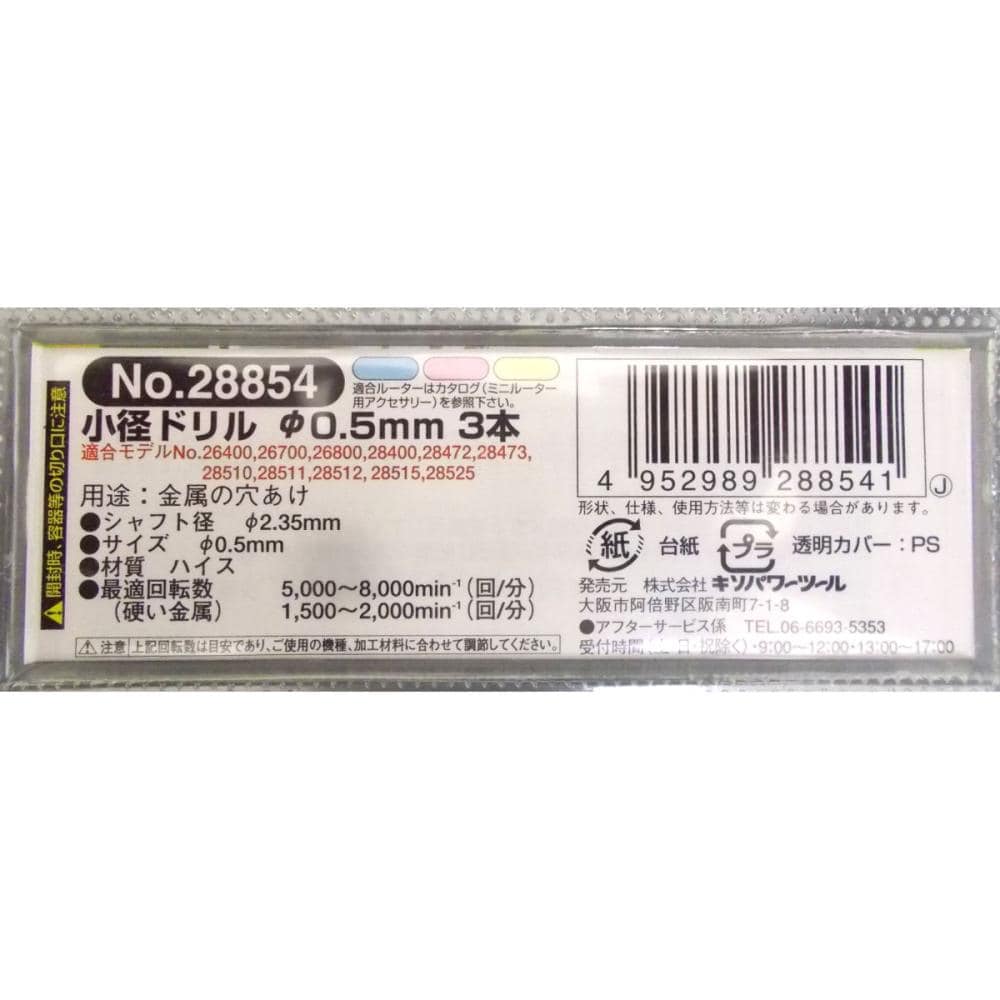 ⚠開封時、容器等の切り口に注意
No.28854
適合ルーターはカタログ(ミニルーター
用アクセサリー)を参照下さい。
小径ドリル φ0.5mm 3本
適合モデルNo.26400,26700,26800,28400,28472,28473,
28510,28511,28512, 28515,28525
用途：金属の穴あけ
●シャフト径 φ2.35mm
●サイズ φ0.5mm
●材質 ハイス
●最適回転数 5,000〜8,000min⁻¹(回/分)
(硬い金属) 1,500〜2,000min⁻¹(回/分)
⚠注意 上記回転数は目安であり、ご使用の機種、加工材料に合わせて調節してください。
4 952989 288541 J
形状、仕様、使用方法等は変わる場合があります。
紙 台紙 プラ 透明カバー：PS
発売元 株式会社 キソパワーツール
大阪市阿倍野区阪南町7-1-8
●アフターサービス係 TEL.06-6693-5353
受付時間(土・日・祝除く)・9:00〜12:00・13:00〜17:00